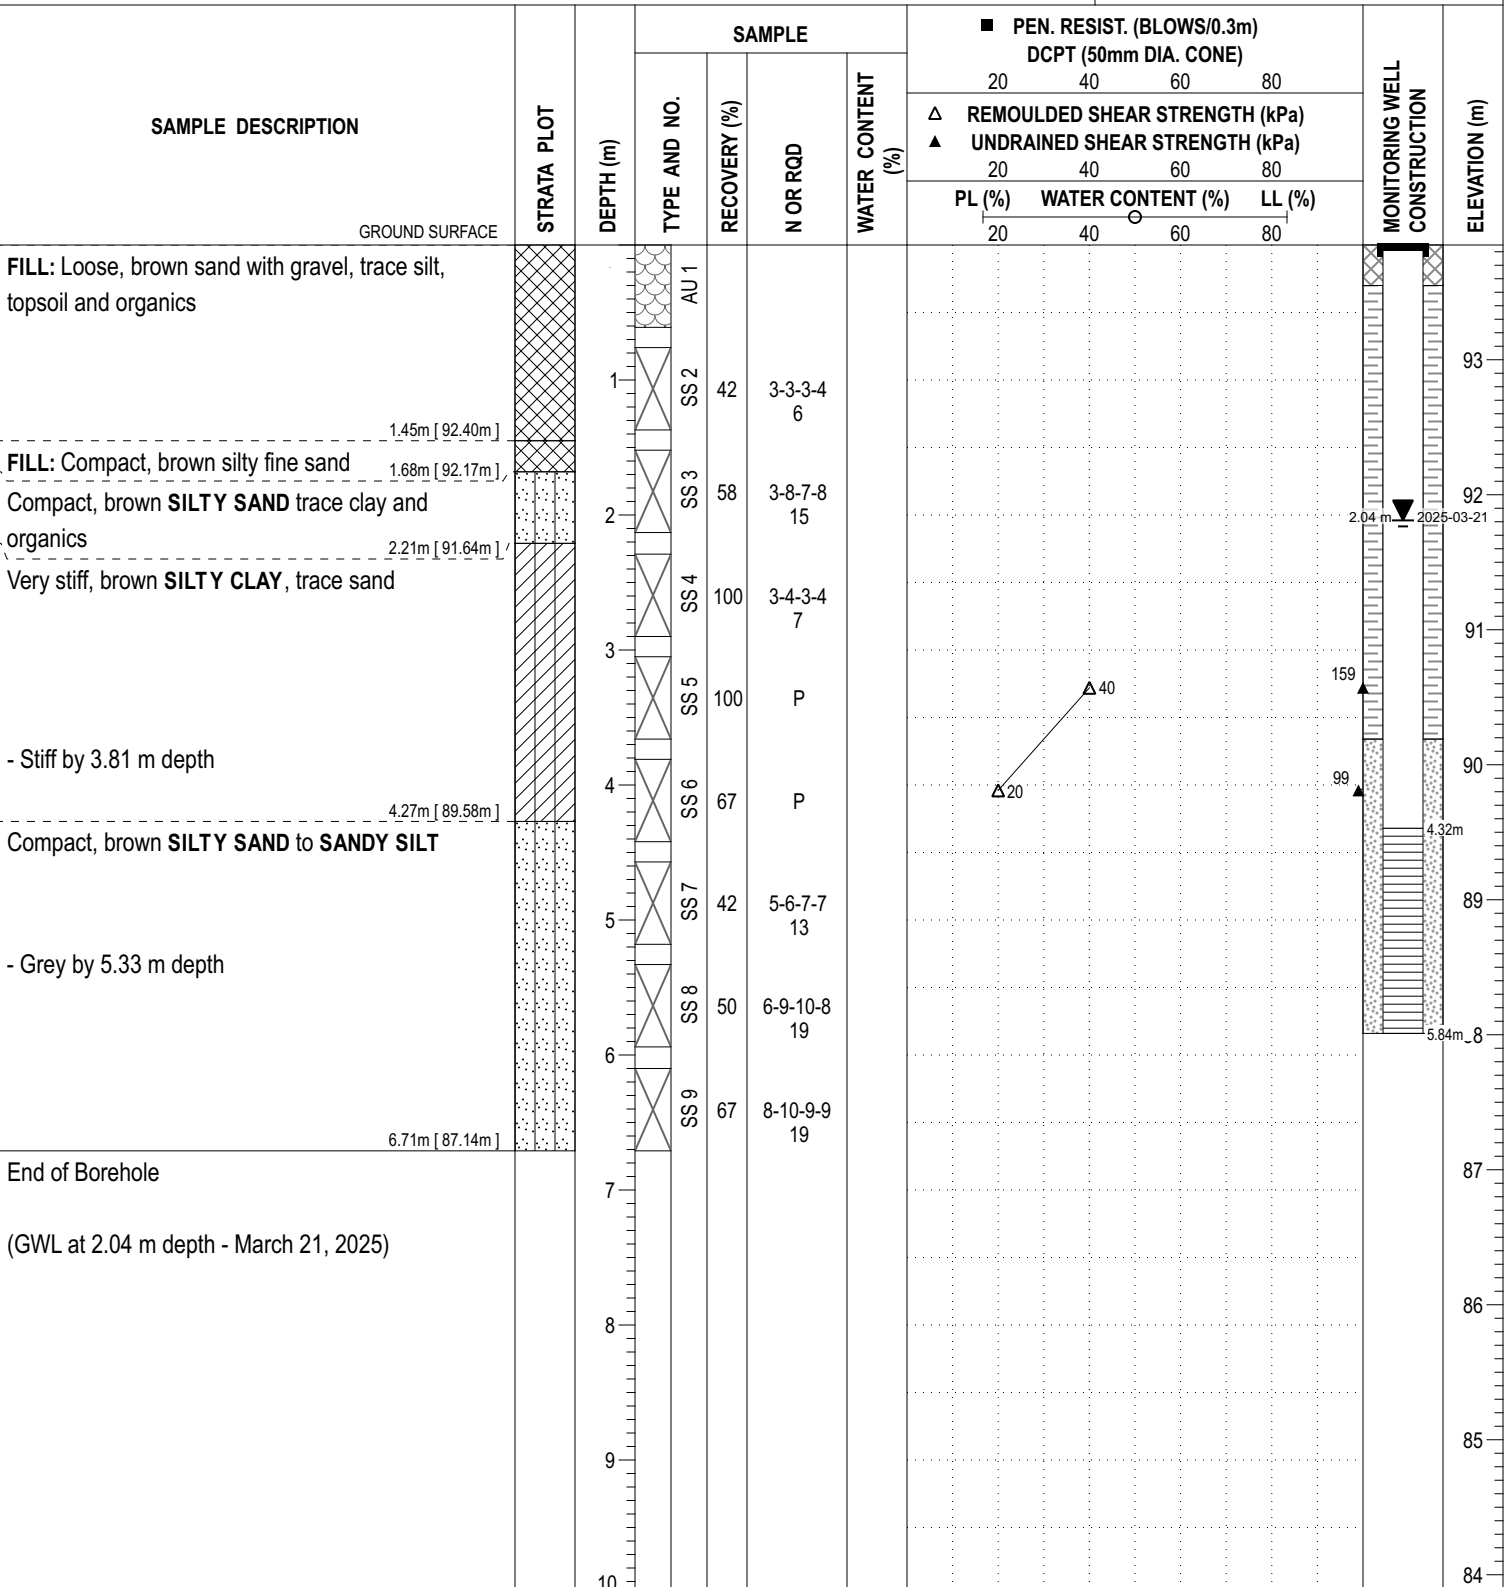 SAMPLE
■ PEN. RESIST. (BLOWS/0.3m)
DCPT (50mm DIA. CONE)
20 40 60 80
△ REMOULDED SHEAR STRENGTH (kPa)
▲ UNDRAINED SHEAR STRENGTH (kPa)
20 40 60 80
PL (%) WATER CONTENT (%) LL (%)
20 40 60 80
SAMPLE DESCRIPTION
STRATA PLOT
DEPTH (m)
TYPE AND NO.
RECOVERY (%)
N OR RQD
WATER CONTENT
(%)
MONITORING WELL
CONSTRUCTION
ELEVATION (m)
GROUND SURFACE
FILL: Loose, brown sand with gravel, trace silt,
topsoil and organics
AU 1
93
1
SS 2 42 3-3-3-4
6
1.45m [ 92.40m ]
FILL: Compact, brown silty fine sand
1.68m [ 92.17m ]
SS 3 58 3-8-7-8
15
92
Compact, brown SILTY SAND trace clay and
organics
2
2.04 m 2025-03-21
2.21m [ 91.64m ]
Very stiff, brown SILTY CLAY, trace sand
SS 4 100 3-4-3-4
7
91
3
SS 5 100 P
40
159
- Stiff by 3.81 m depth
90
4
SS 6 67 P
20
99
4.27m [ 89.58m ]
4.32m
Compact, brown SILTY SAND to SANDY SILT
SS 7 42 5-6-7-7
13
89
5
- Grey by 5.33 m depth
SS 8 50 6-9-10-8
19
5.84m
8
6
SS 9 67 8-10-9-9
19
6.71m [ 87.14m ]
End of Borehole
87
7
(GWL at 2.04 m depth - March 21, 2025)
86
8
85
9
84
10